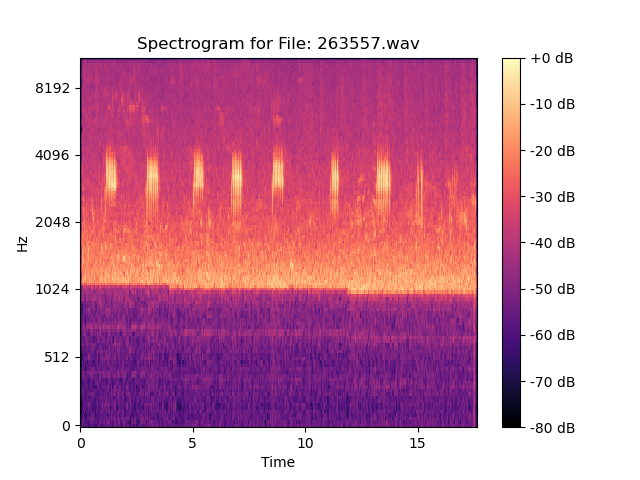 Spectrogram for File: 263557.wav
8192
4096
2048
1024
512
0
Hz
0
5
10
15
Time
+0 dB
-10 dB
-20 dB
-30 dB
-40 dB
-50 dB
-60 dB
-70 dB
-80 dB